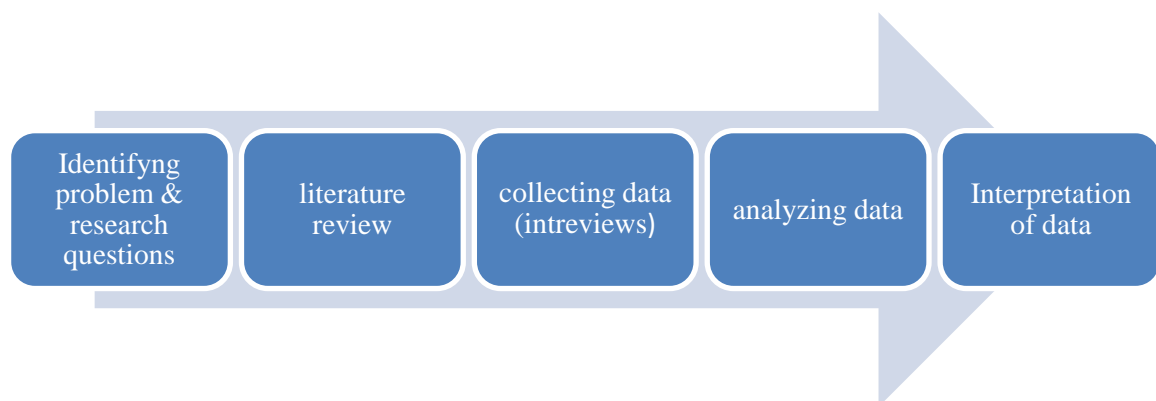 Identifyng
problem &
research
questions
literature
review
collecting data
(intreviews)
analyzing data
Interpretation
of data